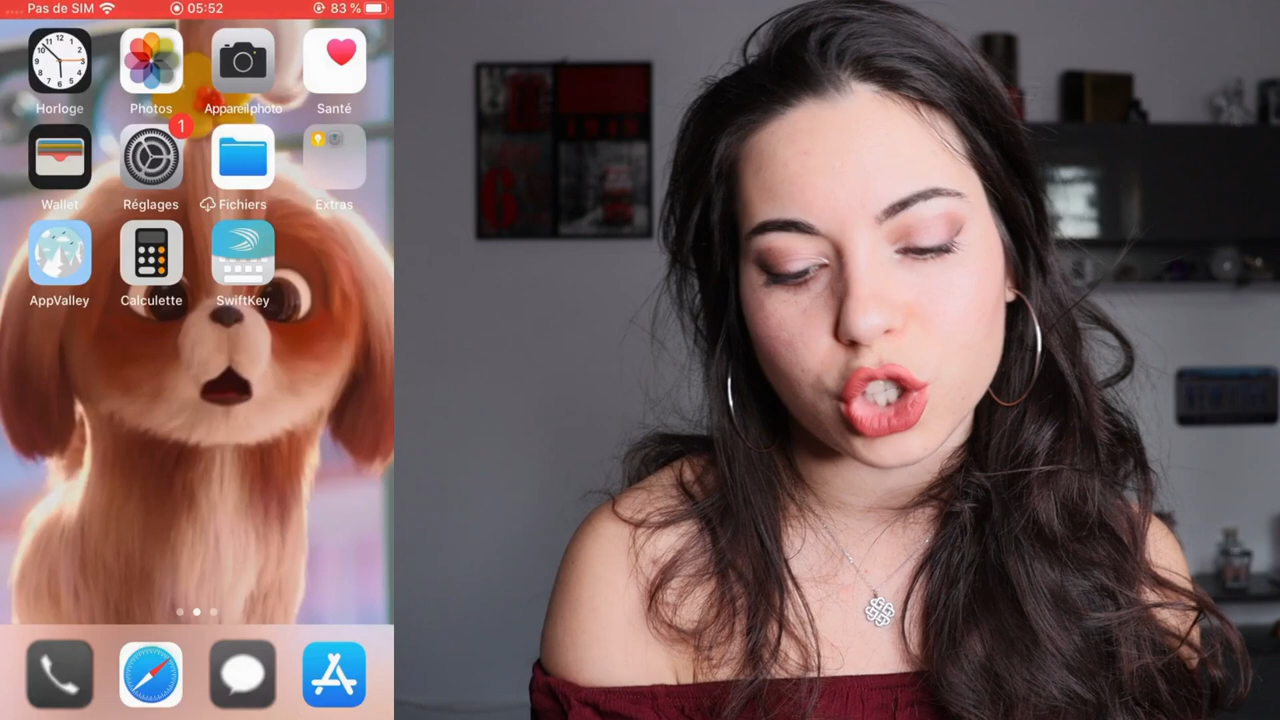 Pas de SIM 05:52 83 %
Horloge Photos Appareil photo Santé
1
Wallet Réglages Fichiers Extras
AppValley Calculette SwiftKey